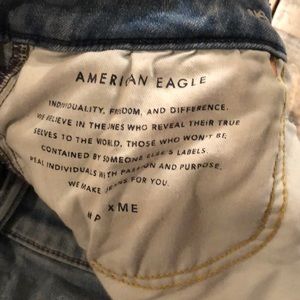 AMERICAN EAGLE
INDIVIDUALITY, FREEDOM, AND DIFFERENCE.
WE BELIEVE IN THE ONES WHO REVEAL THEIR TRUE
SELVES TO THE WORLD, THOSE WHO WON'T BE
CONTAINED BY SOMEONE ELSE'S LABELS.
REAL INDIVIDUALS WITH PASSION AND PURPOSE.
WE MAKE JEANS FOR YOU.
x ME